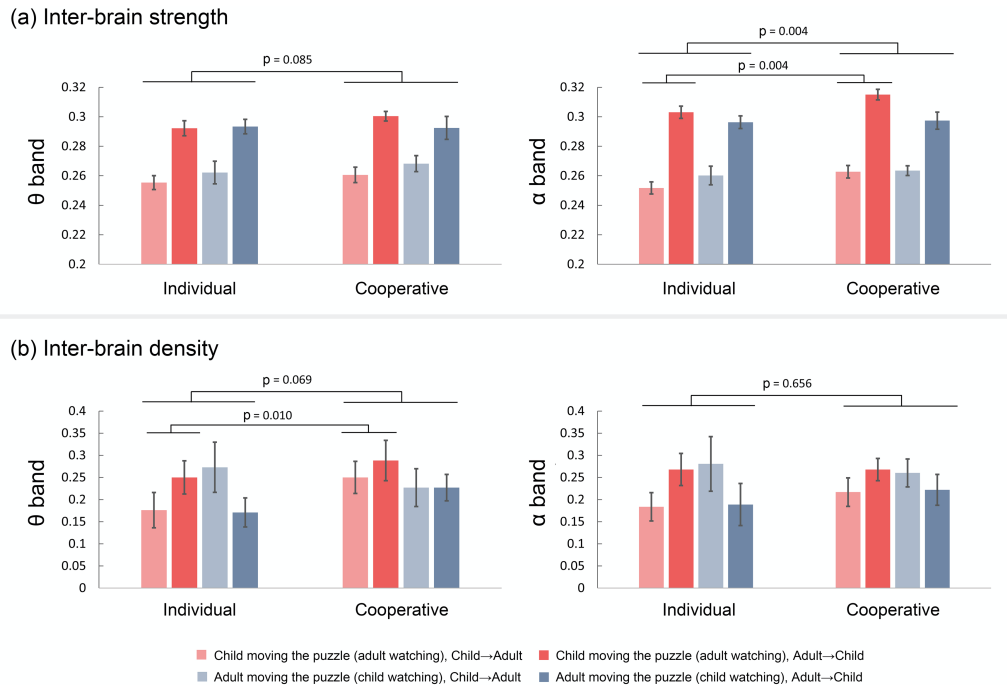 (a) Inter-brain strength
p = 0.085
θ band
0.32
0.3
0.28
0.26
0.24
0.22
0.2
Individual Cooperative
p = 0.004
p = 0.004
α band
0.32
0.3
0.28
0.26
0.24
0.22
0.2
Individual Cooperative
(b) Inter-brain density
p = 0.069
p = 0.010
θ band
0.4
0.35
0.3
0.25
0.2
0.15
0.1
0.05
0
Individual Cooperative
p = 0.656
α band
0.4
0.35
0.3
0.25
0.2
0.15
0.1
0.05
0
Individual Cooperative
Child moving the puzzle (adult watching), Child→Adult
Child moving the puzzle (adult watching), Adult→Child
Adult moving the puzzle (child watching), Child→Adult
Adult moving the puzzle (child watching), Adult→Child